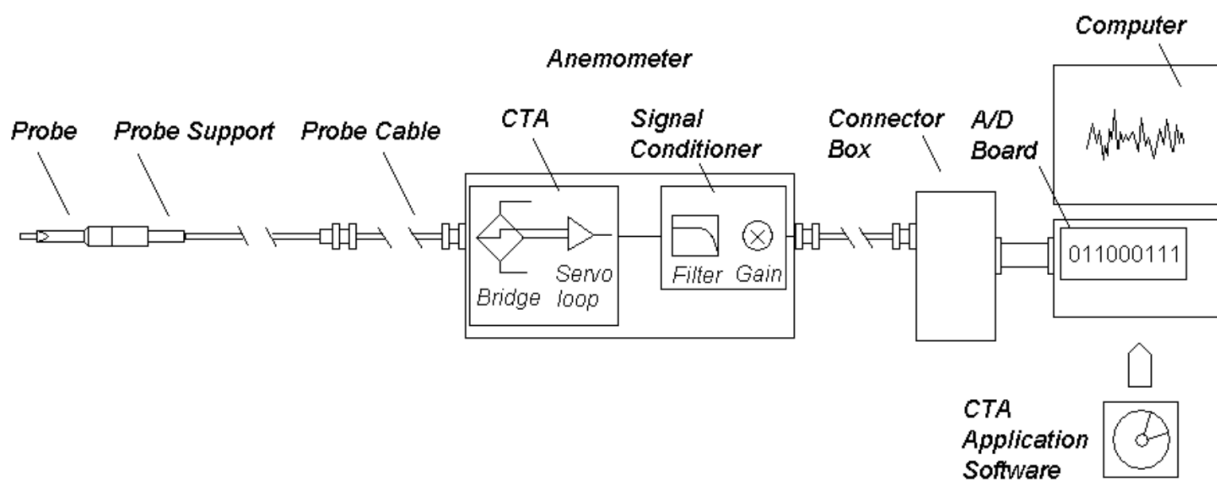 Computer
Anemometer
Probe
Probe Support
Probe Cable
CTA
Signal
Conditioner
Connector
Box
A/D
Board
Bridge
Servo
loop
Filter
Gain
011000111
CTA
Application
Software